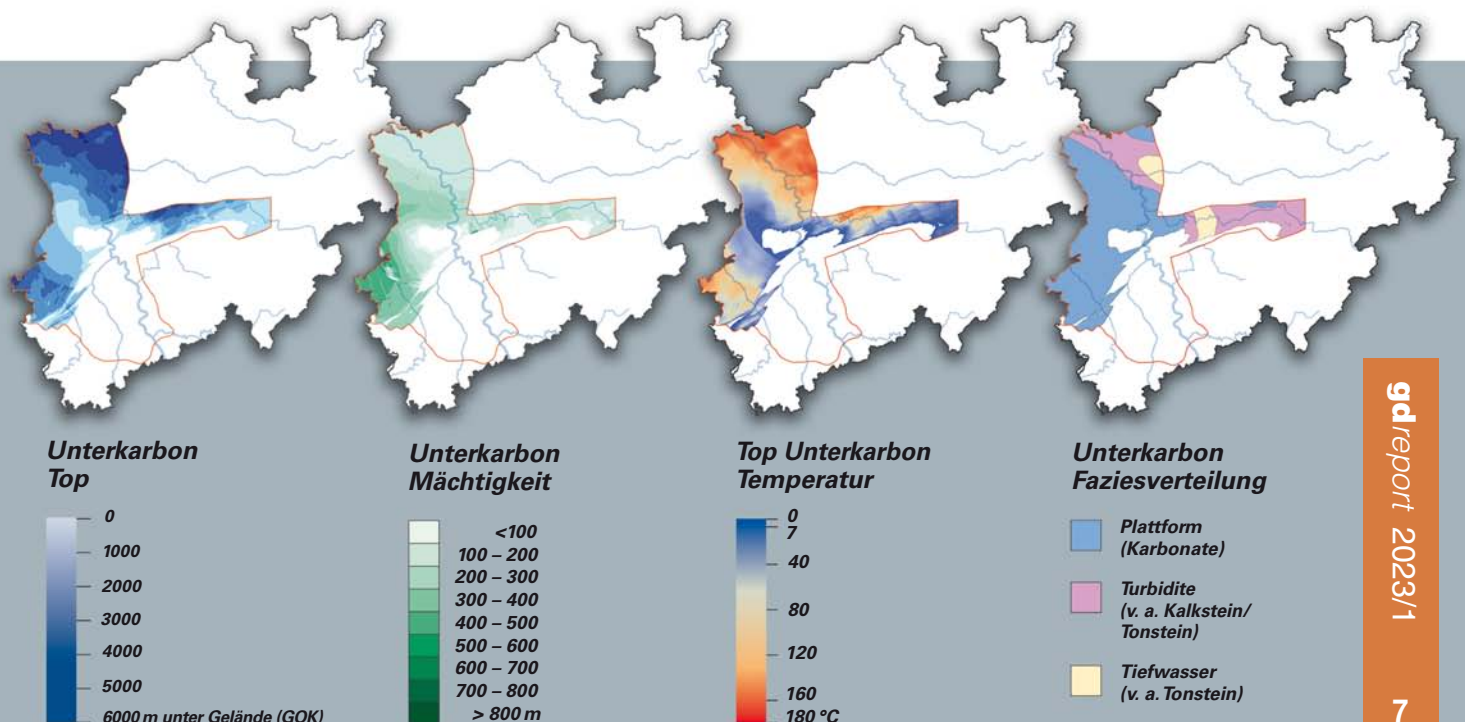 Unterkarbon
Top
0
1000
2000
3000
4000
5000
6000 m unter Gelände (GOK)
Unterkarbon
Mächtigkeit
<100
100 – 200
200 – 300
300 – 400
400 – 500
500 – 600
600 – 700
700 – 800
> 800 m
Top Unterkarbon
Temperatur
0
7
40
80
120
160
180 °C
Unterkarbon
Faziesverteilung
Plattform
(Karbonate)
Turbidite
(v. a. Kalkstein/
Tonstein)
Tiefwasser
(v. a. Tonstein)
gdreport 2023/1
7